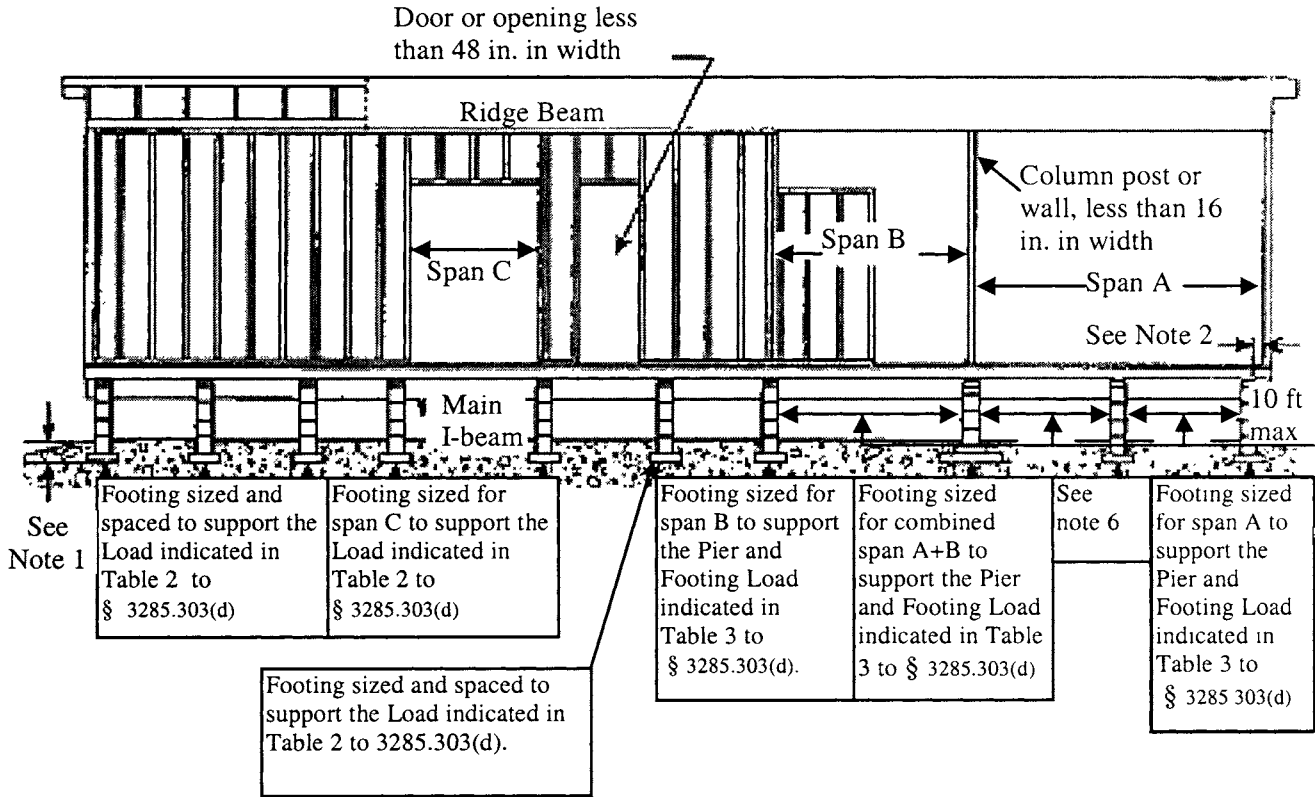 Door or opening less
than 48 in. in width
Ridge Beam
Column post or
wall, less than 16
in. in width
Span B
Span C
Span A
See Note 2
Main
I-beam
10 ft
max
See
Note 1
Footing sized and
spaced to support the
Load indicated in
Table 2 to
§ 3285.303(d)
Footing sized for
span C to support the
Load indicated in
Table 2 to
§ 3285.303(d)
Footing sized for
span B to support
the Pier and
Footing Load
indicated in
Table 3 to
§ 3285.303(d).
Footing sized
for combined
span A+B to
support the Pier
and Footing Load
indicated in Table
3 to § 3285.303(d)
See
note 6
Footing sized
for span A to
support the
Pier and
Footing Load
indicated in
Table 3 to
§ 3285 303(d)
Footing sized and spaced to
support the Load indicated in
Table 2 to 3285.303(d).